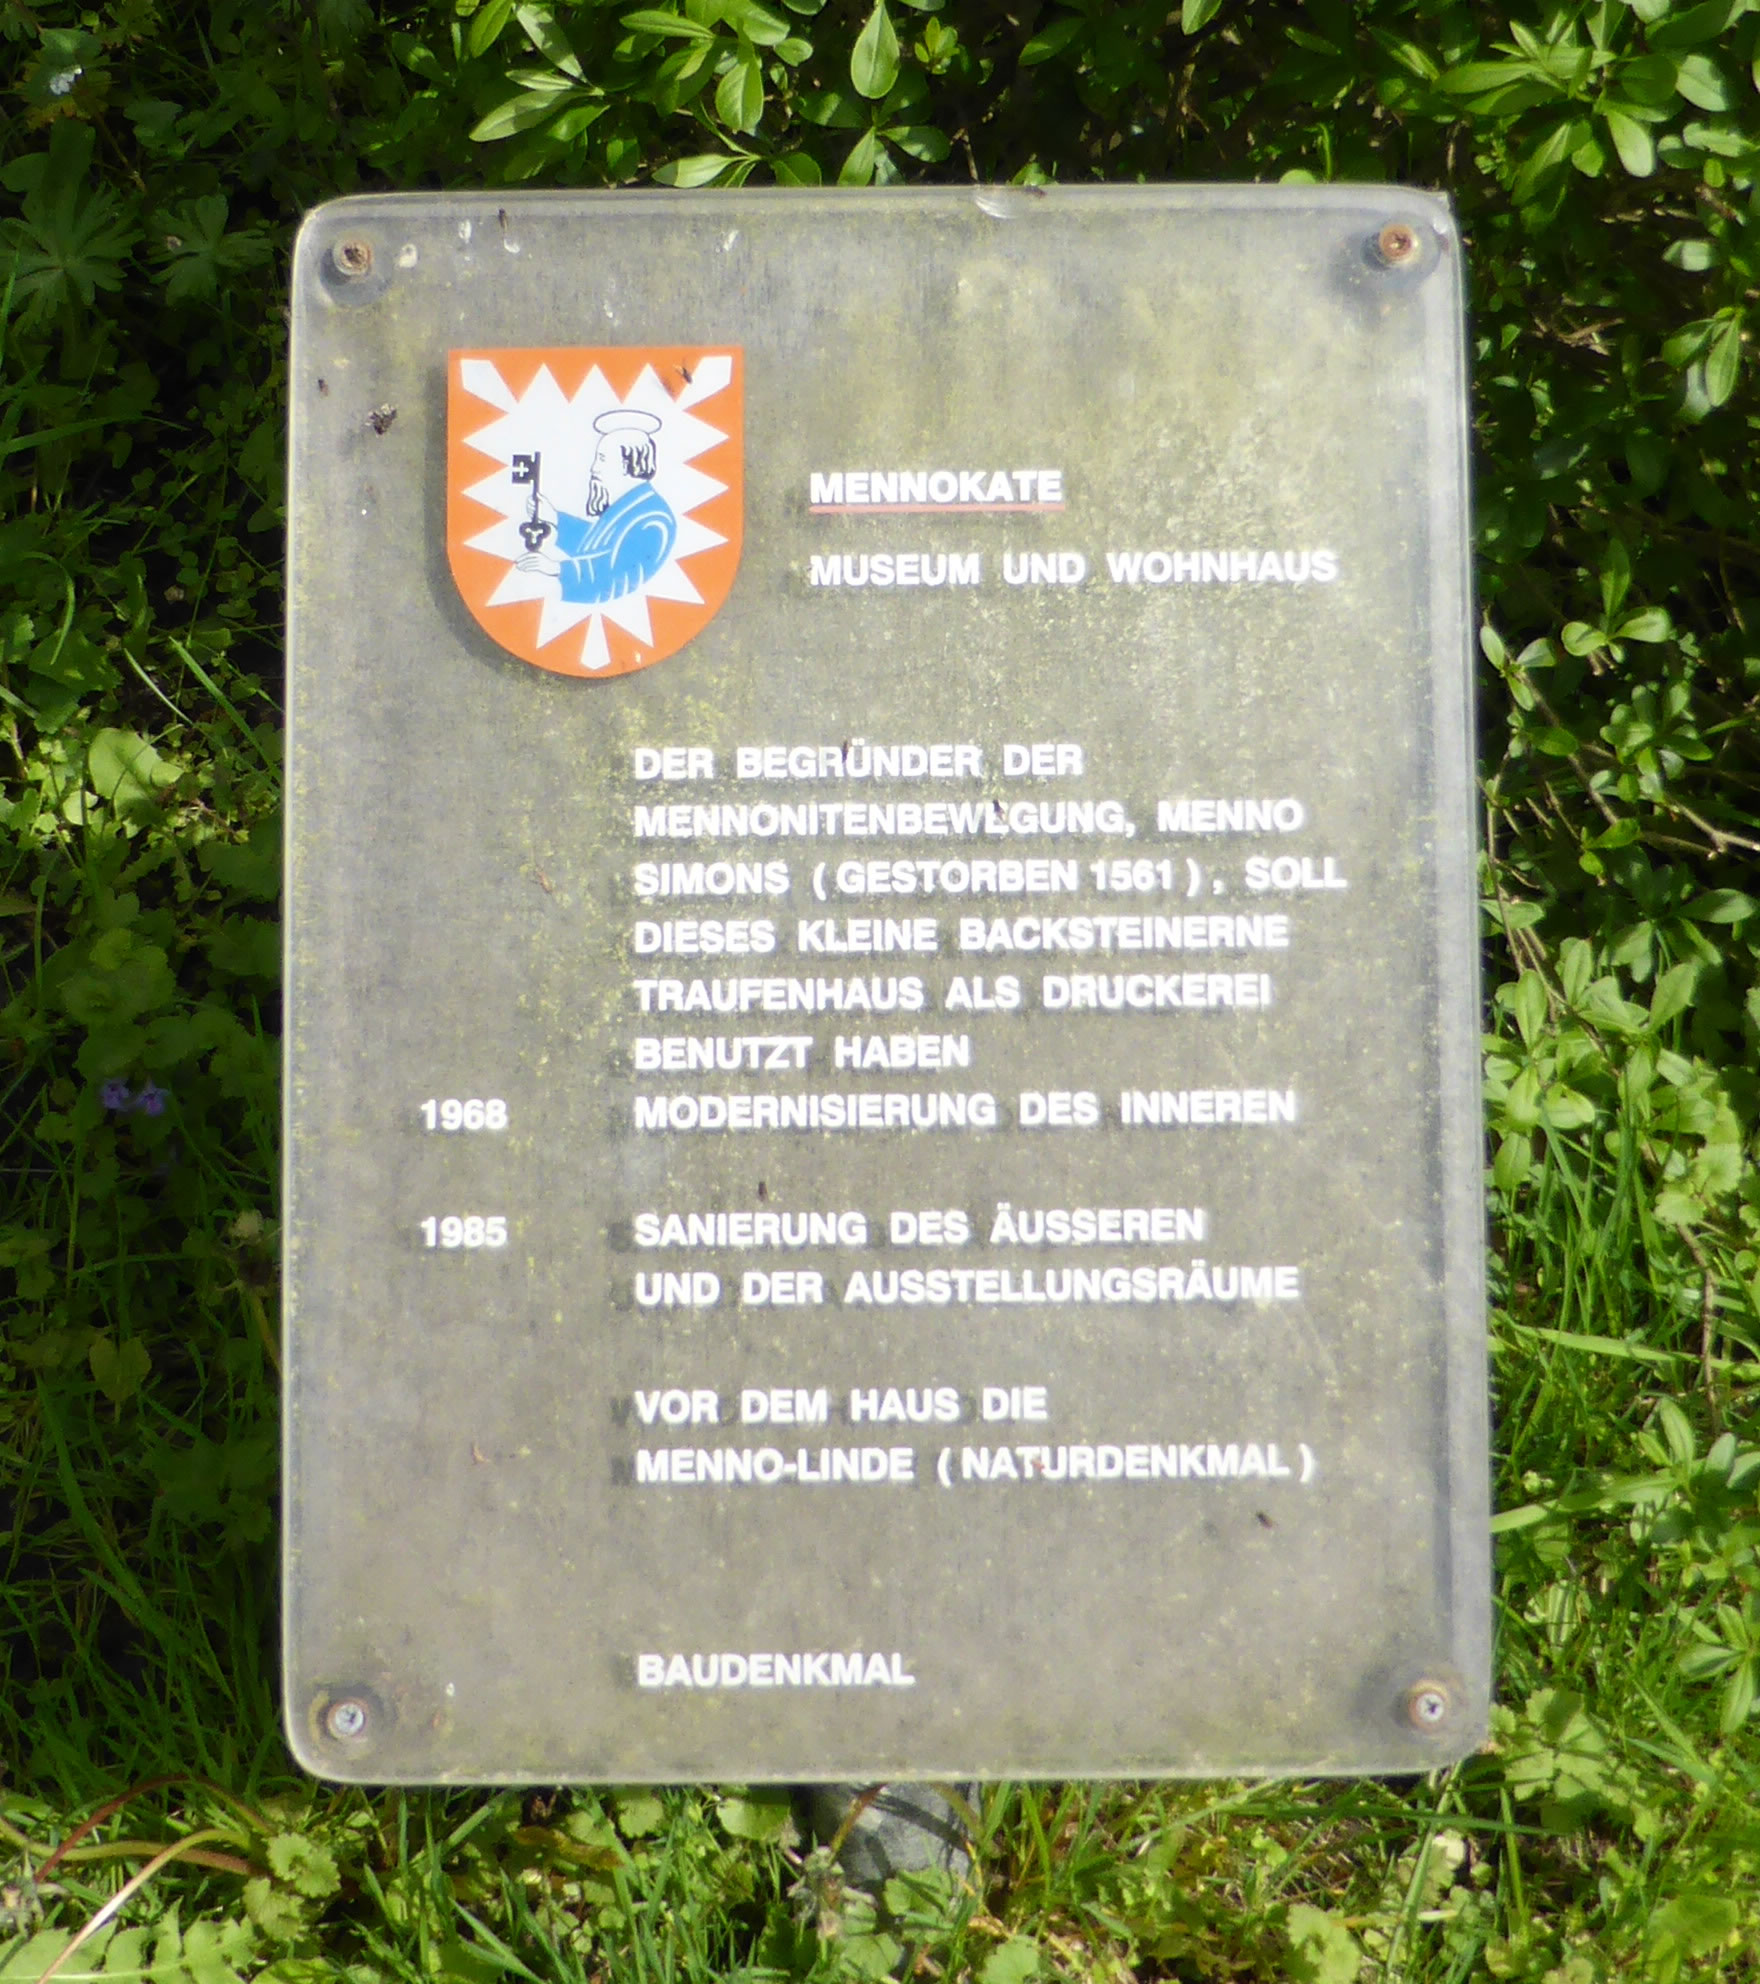 MENNOKATE
MUSEUM UND WOHNHAUS
DER BEGRÜNDER DER
MENNONITENBEWEGUNG, MENNO
SIMONS (GESTORBEN 1561), SOLL
DIESES KLEINE BACKSTEINERNE
TRAUFENHAUS ALS DRUCKEREI
BENUTZT HABEN
1968 MODERNISIERUNG DES INNEREN
1985 SANIERUNG DES ÄUSSEREN
UND DER AUSSTELLUNGSRÄUME
VOR DEM HAUS DIE
MENNO-LINDE (NATURDENKMAL)
BAUDENKMAL